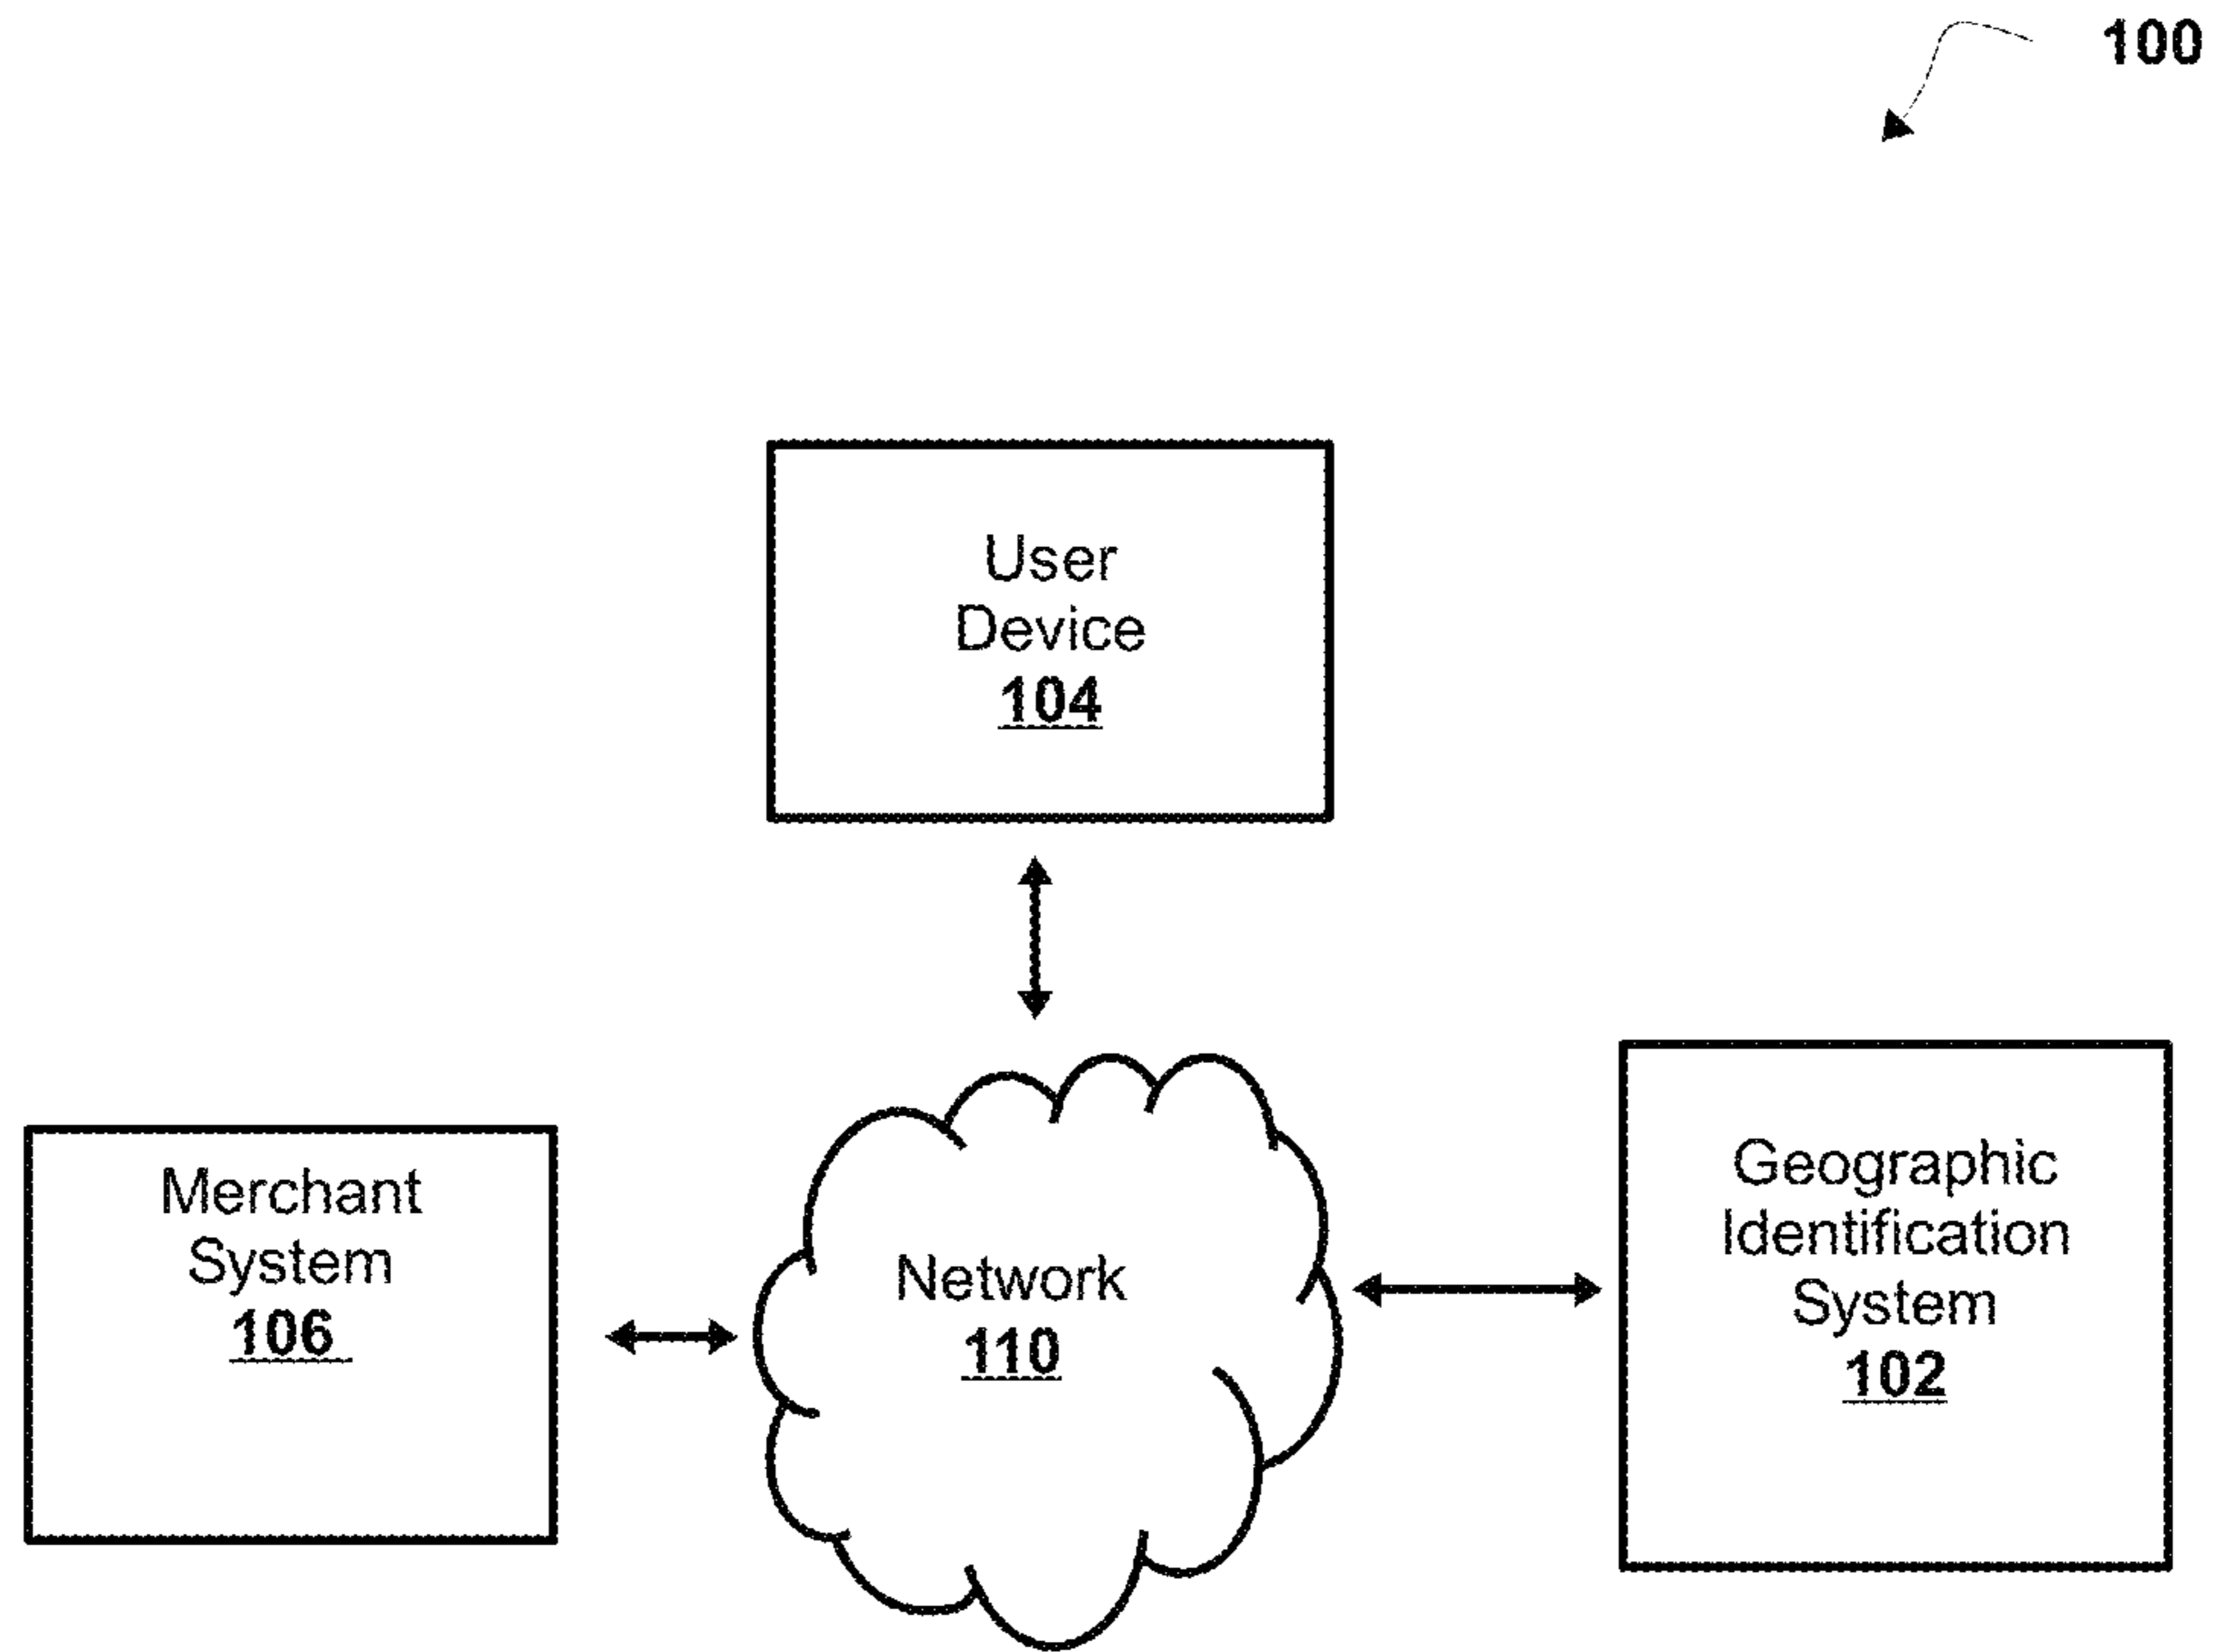 100
User
Device
104
Merchant
System
106
Network
110
Geographic
Identification
System
102